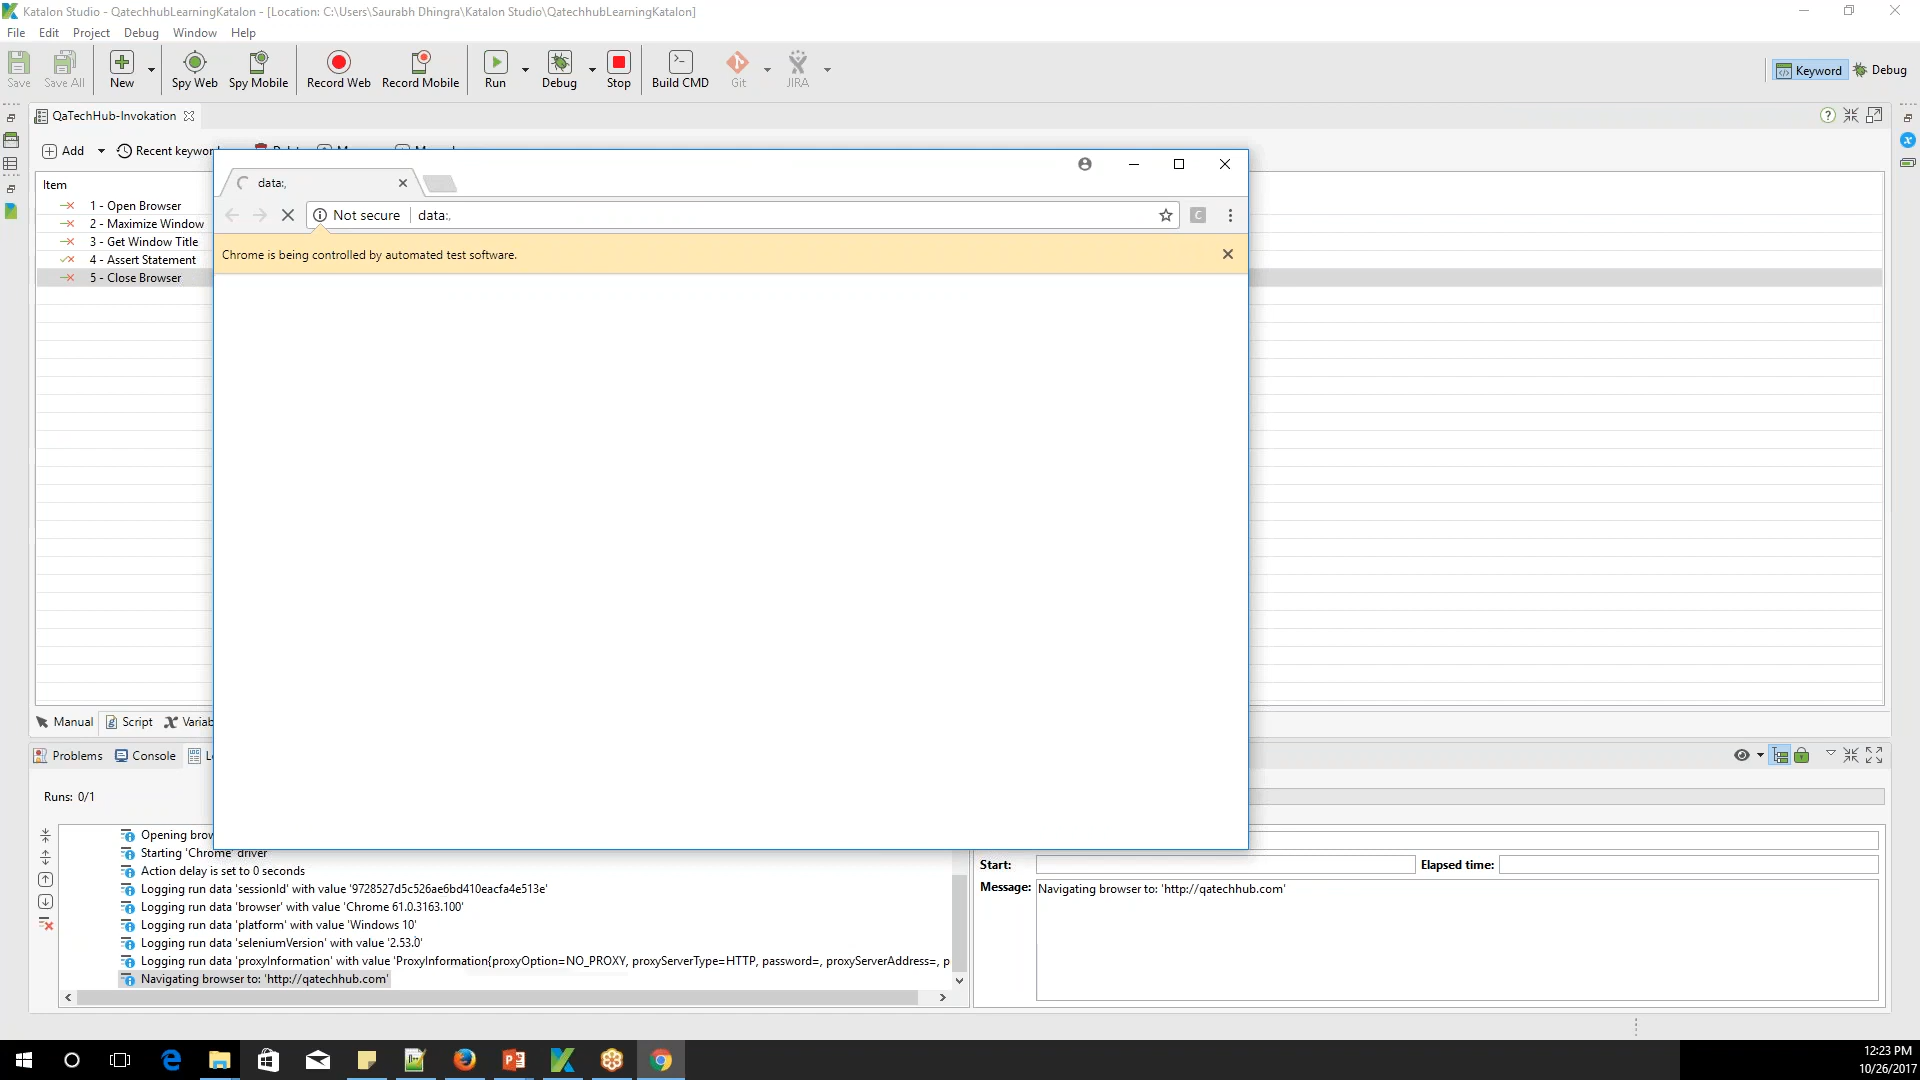 Katalon Studio - QatechhubLearningKatalon - [Location: C:\Users\Saurabh Dhingra\Katalon Studio\QatechhubLearningKatalon]
File Edit Project Debug Window Help
Save Save All New Spy Web Spy Mobile Record Web Record Mobile Run Debug Stop Build CMD Git JIRA Keyword Debug
QaTechHub-Invokation
Add Recent keywor
Item
1 - Open Browser
2 - Maximize Window
3 - Get Window Title
4 - Assert Statement
5 - Close Browser
data:,
Not secure data:,
Chrome is being controlled by automated test software.
Manual Script Variab
Problems Console
Runs: 0/1
Opening brow
Starting 'Chrome' driver
Action delay is set to 0 seconds
Logging run data 'sessionId' with value '9728527d5c526ae6bd410eacfa4e513e'
Logging run data 'browser' with value 'Chrome 61.0.3163.100'
Logging run data 'platform' with value 'Windows 10'
Logging run data 'seleniumVersion' with value '2.53.0'
Logging run data 'proxyInformation' with value 'ProxyInformation{proxyOption=NO_PROXY, proxyServerType=HTTP, password=, proxyServerAddress=, p
Navigating browser to: 'http://qatechhub.com'
Start: Elapsed time:
Message: Navigating browser to: 'http://qatechhub.com'
12:23 PM
10/26/2017